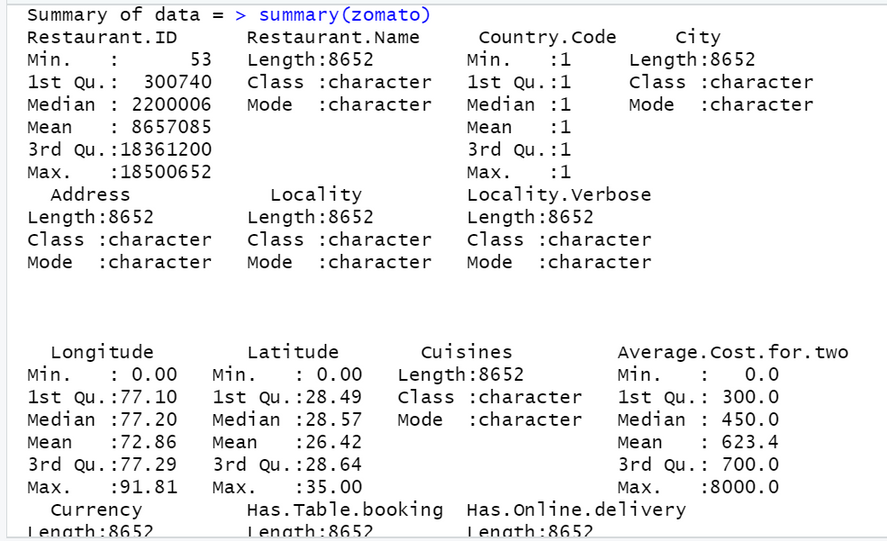 Summary of data = > summary(zomato)
Restaurant.ID Restaurant.Name Country.Code City
Min. : 53 Length:8652 Min. :1 Length:8652
1st Qu.: 300740 Class :character 1st Qu.:1 Class :character
Median : 2200006 Mode :character Median :1 Mode :character
Mean : 8657085 Mean :1
3rd Qu.:18361200 3rd Qu.:1
Max. :18500652 Max. :1
Address Locality Locality.Verbose
Length:8652 Length:8652 Length:8652
Class :character Class :character Class :character
Mode :character Mode :character Mode :character
Longitude Latitude Cuisines Average.Cost.for.two
Min. : 0.00 Min. : 0.00 Length:8652 Min. : 0.0
1st Qu.:77.10 1st Qu.:28.49 Class :character 1st Qu.: 300.0
Median :77.20 Median :28.57 Mode :character Median : 450.0
Mean :72.86 Mean :26.42 Mean : 623.4
3rd Qu.:77.29 3rd Qu.:28.64 3rd Qu.: 700.0
Max. :91.81 Max. :35.00 Max. :8000.0
Currency Has.Table.booking Has.Online.delivery
Length:8652 Length:8652 Length:8652